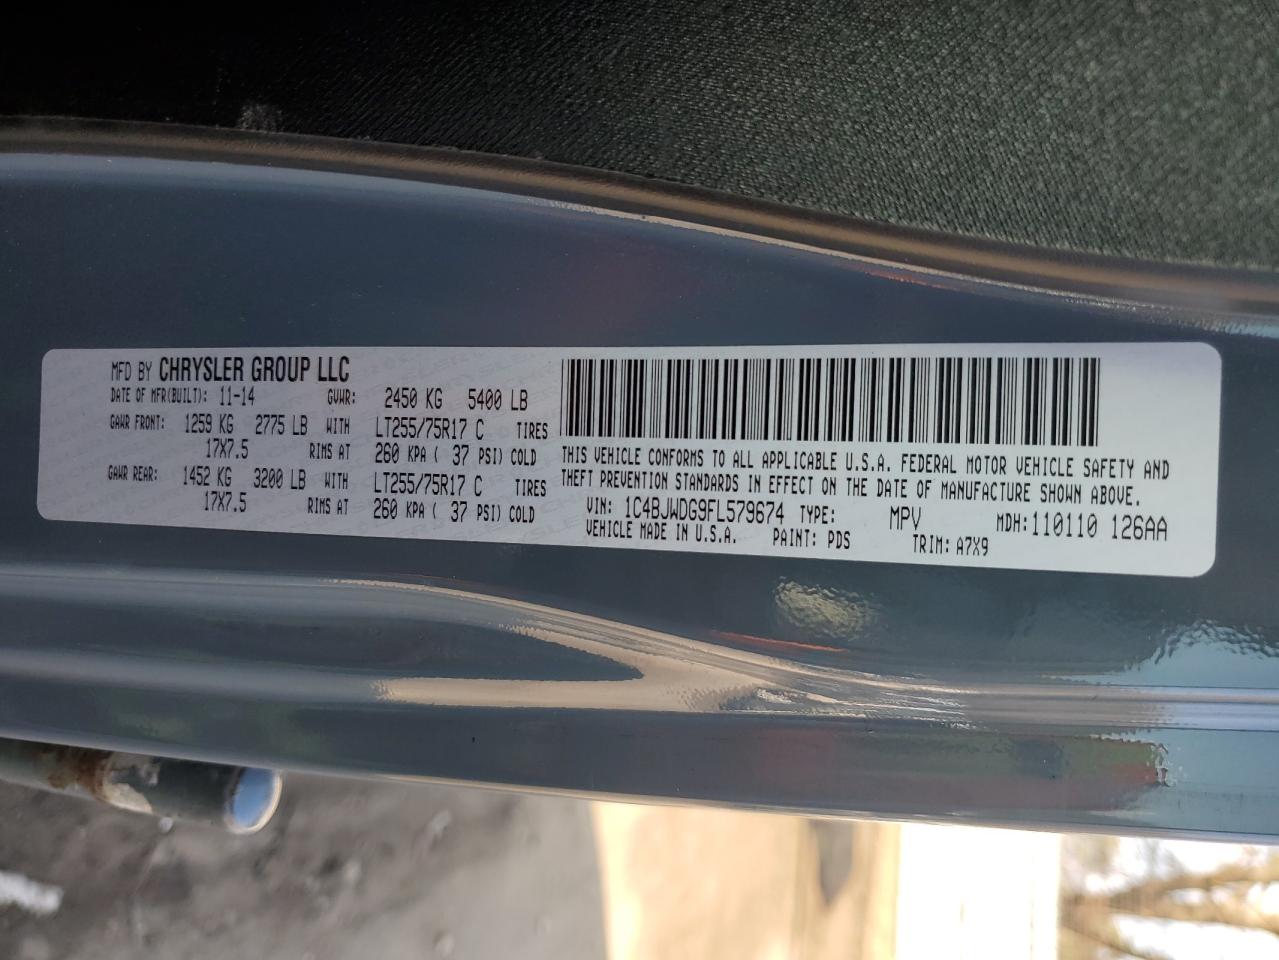 MFD BY CHRYSLER GROUP LLC
DATE OF MFR(BUILT): 11-14 GVWR: 2450 KG 5400 LB
GAWR FRONT: 1259 KG 2775 LB WITH LT255/75R17 C TIRES
17X7.5 RIMS AT 260 KPA ( 37 PSI) COLD
GAWR REAR: 1452 KG 3200 LB WITH LT255/75R17 C TIRES
17X7.5 RIMS AT 260 KPA ( 37 PSI) COLD
THIS VEHICLE CONFORMS TO ALL APPLICABLE U.S.A. FEDERAL MOTOR VEHICLE SAFETY AND
THEFT PREVENTION STANDARDS IN EFFECT ON THE DATE OF MANUFACTURE SHOWN ABOVE.
VIN: 1C4BJWDG9FL579674 TYPE: MPV MDH: 110110 126AA
VEHICLE MADE IN U.S.A. PAINT: PDS TRIM: A7X9